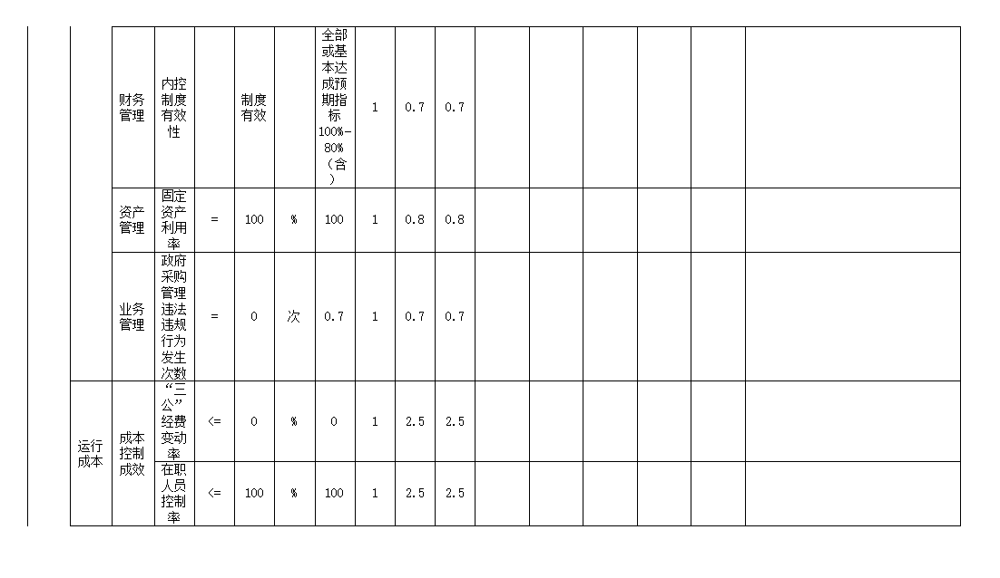 财务
管理
内控
制度
有效
性
制度
有效
全部
或基
本达
成预
期指
标
100%-
80%
（含
）
1
0.7
0.7
资产
管理
固定
资产
利用
率
=
100
%
100
1
0.8
0.8
业务
管理
政府
采购
管理
违法
违规
行为
发生
次数
=
0
次
0.7
1
0.7
0.7
运行
成本
成本
控制
成效
“三
公”
经费
变动
率
<=
0
%
0
1
2.5
2.5
在职
人员
控制
率
<=
100
%
100
1
2.5
2.5